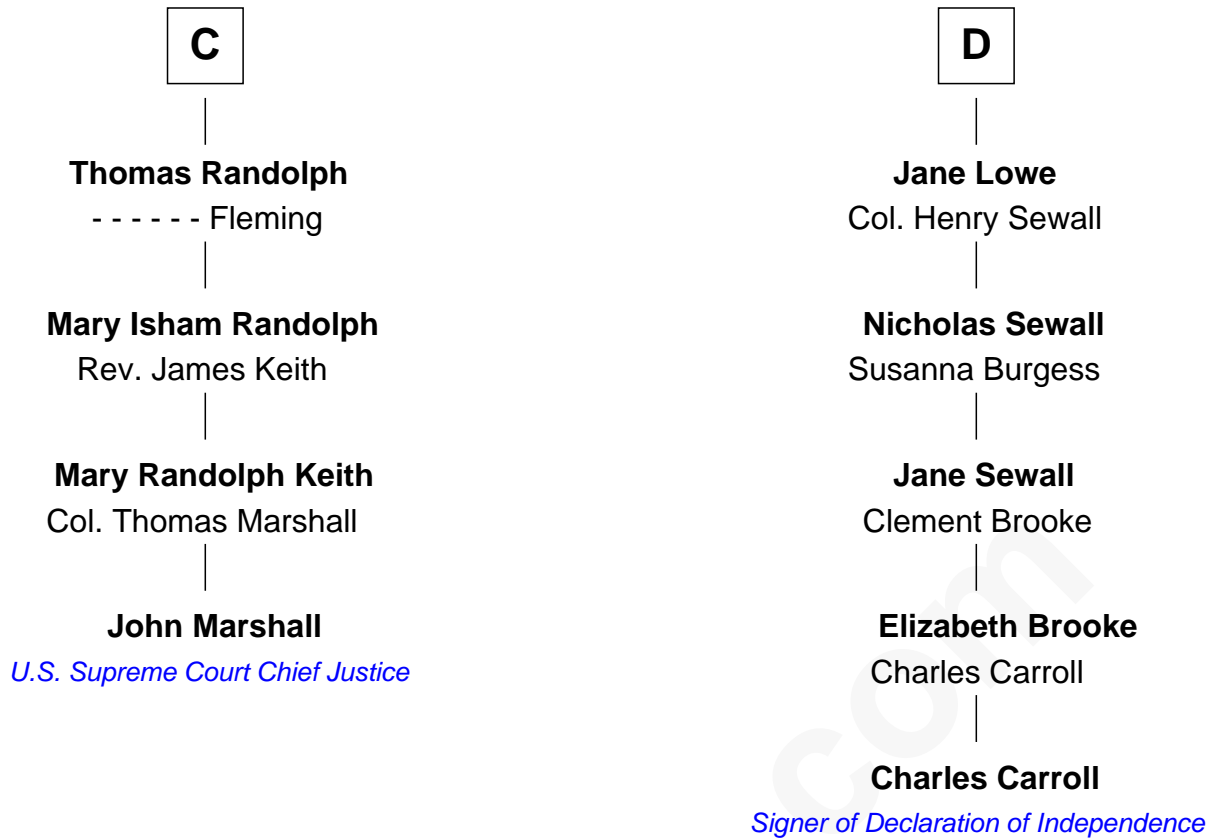 C
Thomas Randolph
- - - - - - Fleming
Mary Isham Randolph
Rev. James Keith
Mary Randolph Keith
Col. Thomas Marshall
John Marshall
U.S. Supreme Court Chief Justice
D
Jane Lowe
Col. Henry Sewall
Nicholas Sewall
Susanna Burgess
Jane Sewall
Clement Brooke
Elizabeth Brooke
Charles Carroll
Charles Carroll
Signer of Declaration of Independence
com